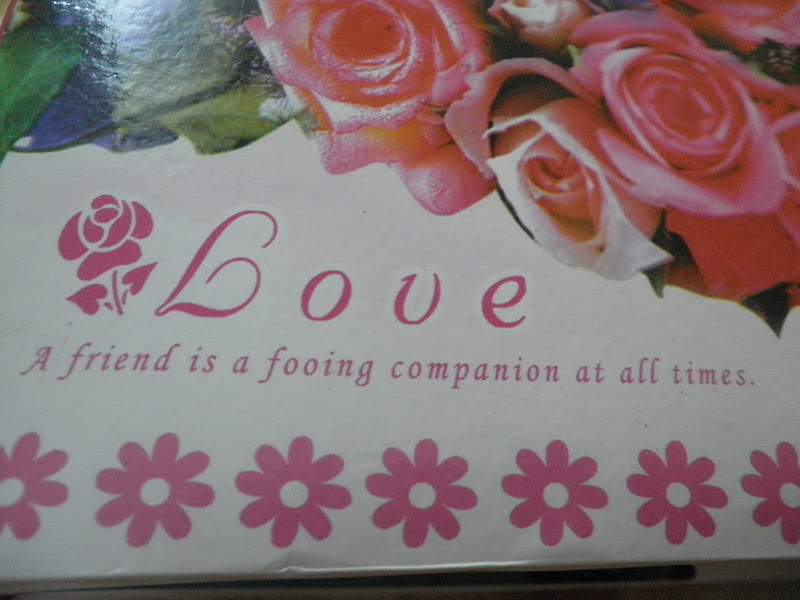 Love
A friend is a fooing companion at all times.